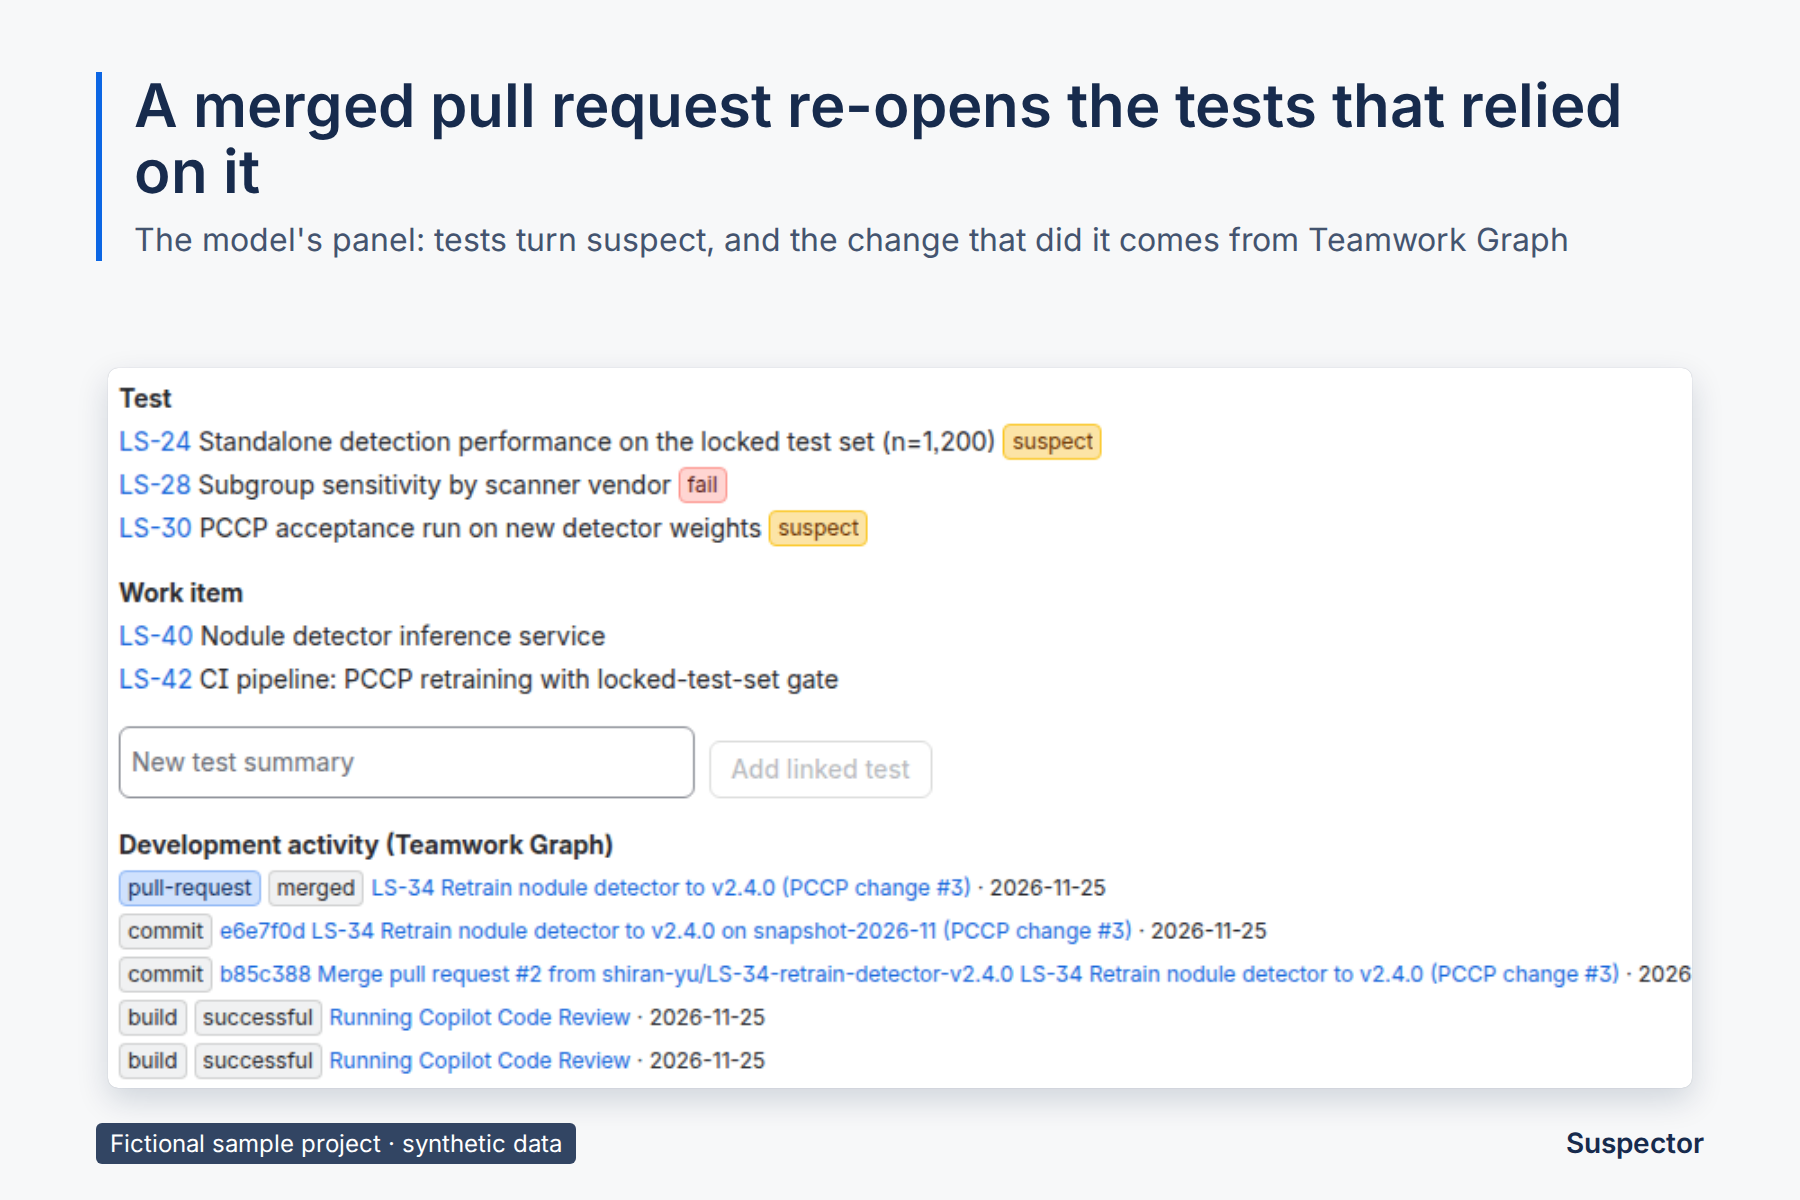 A merged pull request re-opens the tests that relied
on it
The model's panel: tests turn suspect, and the change that did it comes from Teamwork Graph
Test
LS-24 Standalone detection performance on the locked test set (n=1,200) suspect
LS-28 Subgroup sensitivity by scanner vendor fail
LS-30 PCCP acceptance run on new detector weights suspect
Work item
LS-40 Nodule detector inference service
LS-42 CI pipeline: PCCP retraining with locked-test-set gate
New test summary Add linked test
Development activity (Teamwork Graph)
pull-request merged LS-34 Retrain nodule detector to v2.4.0 (PCCP change #3) · 2026-11-25
commit e6e7f0d LS-34 Retrain nodule detector to v2.4.0 on snapshot-2026-11 (PCCP change #3) · 2026-11-25
commit b85c388 Merge pull request #2 from shiran-yu/LS-34-retrain-detector-v2.4.0 LS-34 Retrain nodule detector to v2.4.0 (PCCP change #3) · 2026
build successful Running Copilot Code Review · 2026-11-25
build successful Running Copilot Code Review · 2026-11-25
Fictional sample project · synthetic data
Suspector